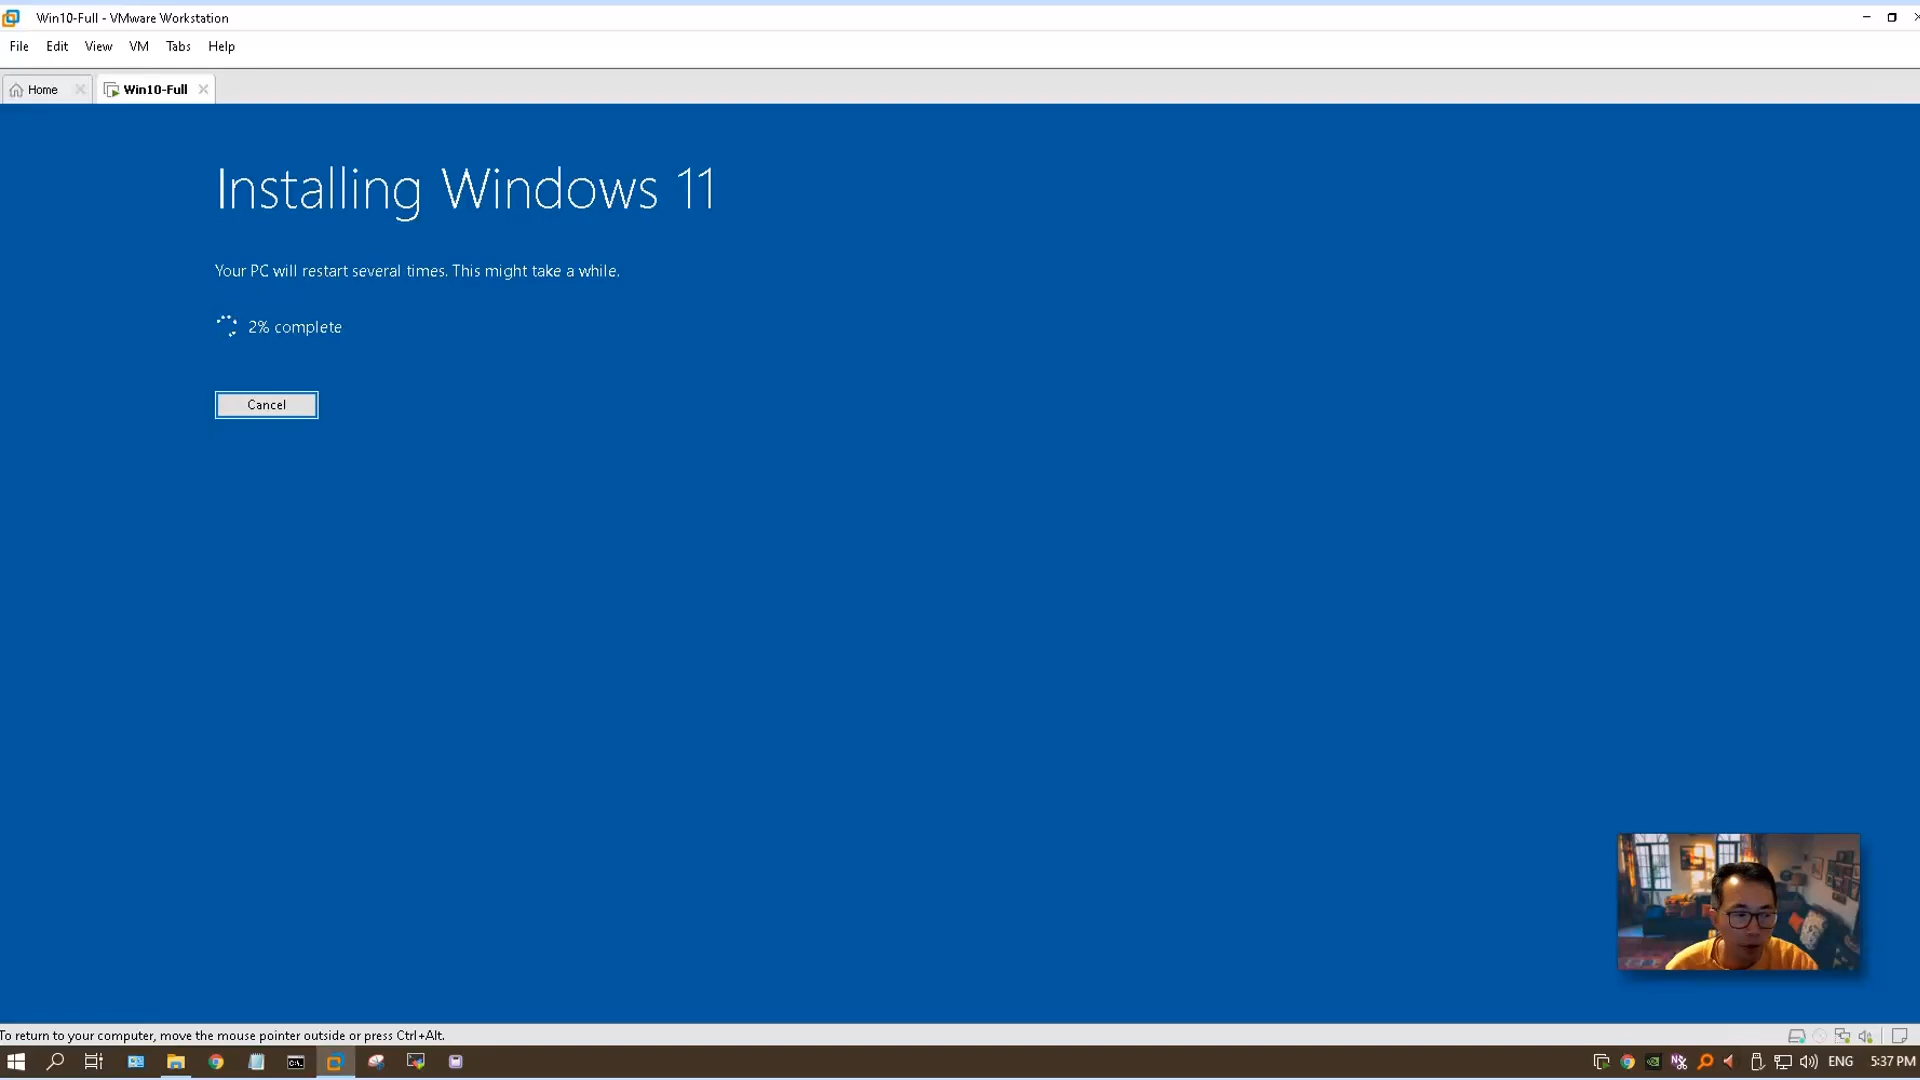 Win10-Full - VMware Workstation
File Edit View VM Tabs Help
Home Win10-Full
Installing Windows 11
Your PC will restart several times. This might take a while.
2% complete
Cancel
To return to your computer, move the mouse pointer outside or press Ctrl+Alt.
ENG 5:37 PM